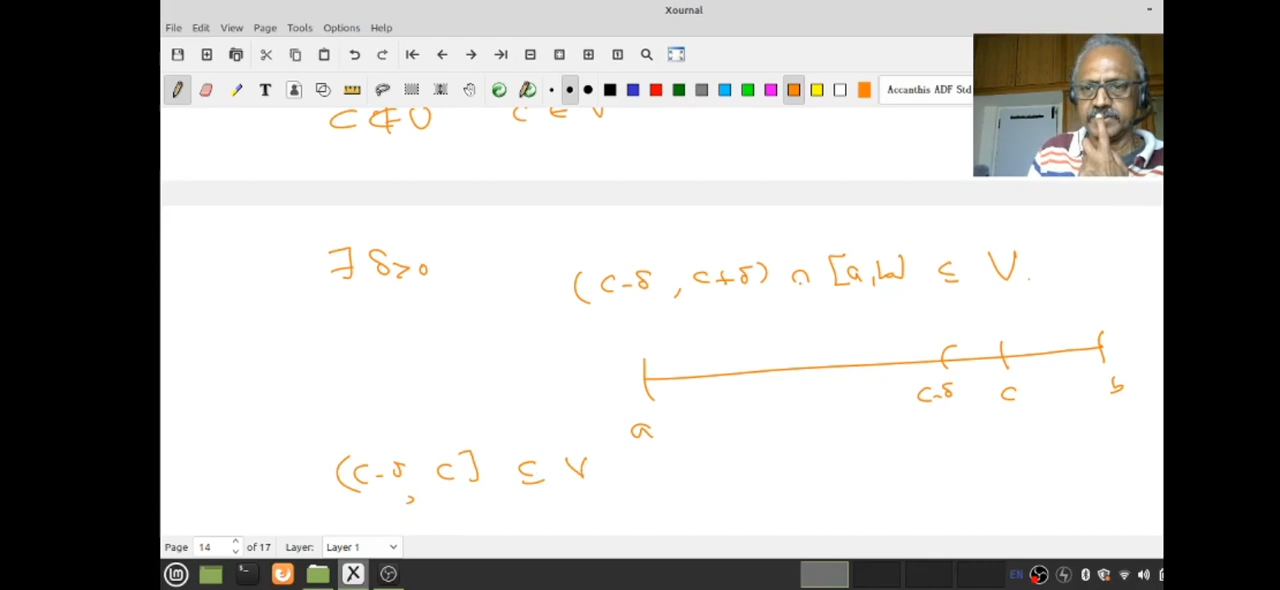 Xournal
File Edit View Page Tools Options Help
Accanthis ADF Std
C ∉ U C ∈ V
∃ δ>0 (c-δ, c+δ) ∩ [a,b] ⊆ V.
c-δ c b
a
(c-δ, c] ⊆ V
Page 14 of 17 Layer: Layer 1
EN